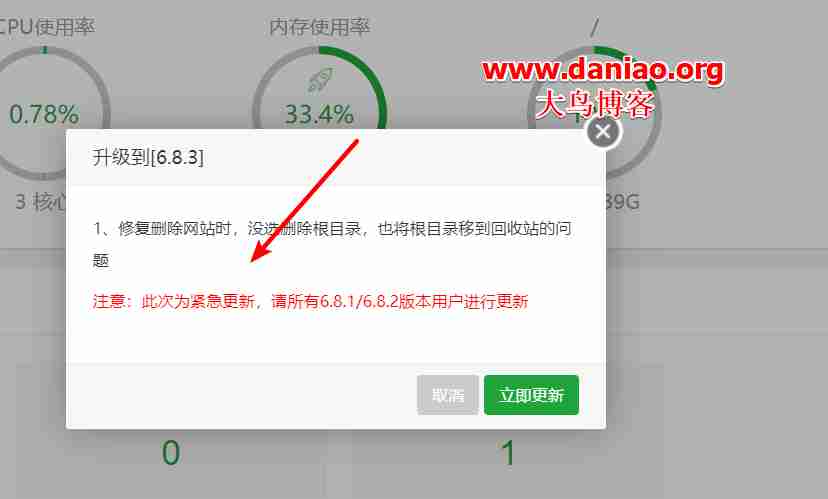 CPU使用率
内存使用率
/
www.daniao.org
大鸟博客
0.78%
33.4%
升级到[6.8.3]
3 核心
39G
1、修复删除网站时，没选删除根目录，也将根目录移到回收站的问
题
注意：此次为紧急更新，请所有6.8.1/6.8.2版本用户进行更新
取消
立即更新
0
1